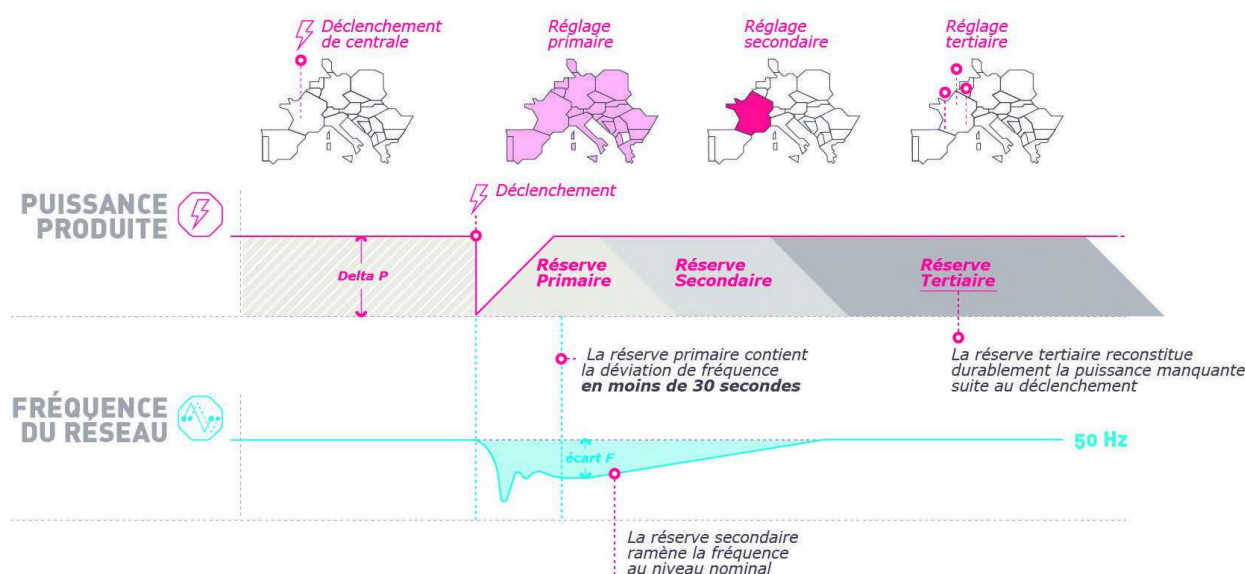 Déclenchement
de centrale
Réglage
primaire
Réglage
secondaire
Réglage
tertiaire
PUISSANCE
PRODUITE
Déclenchement
Delta P
Réserve
Primaire
Réserve
Secondaire
Réserve
Tertiaire
La réserve primaire contient
la déviation de fréquence
en moins de 30 secondes
La réserve tertiaire reconstitue
durablement la puissance manquante
suite au déclenchement
FRÉQUENCE
DU RÉSEAU
écart F
50 Hz
La réserve secondaire
ramène la fréquence
au niveau nominal